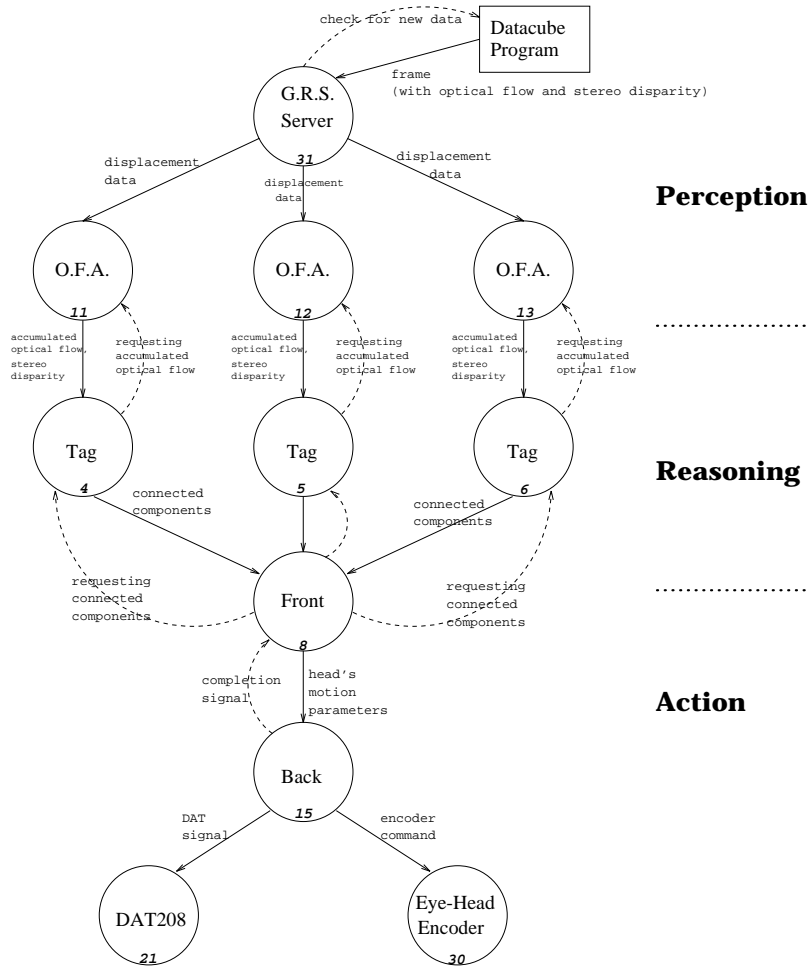 check for new data
Datacube
Program
frame
(with optical flow and stereo disparity)
G.R.S.
Server
31
displacement
data
displacement
data
displacement
data
Perception
O.F.A.
11
O.F.A.
12
O.F.A.
13
accumulated
optical flow,
stereo
disparity
requesting
accumulated
optical flow
accumulated
optical flow,
stereo
disparity
requesting
accumulated
optical flow
accumulated
optical flow,
stereo
disparity
requesting
accumulated
optical flow
Tag
4
Tag
5
Tag
6
Reasoning
connected
components
connected
components
requesting
connected
components
requesting
connected
components
Front
8
completion
signal
head's
motion
parameters
Action
Back
15
DAT
signal
encoder
command
DAT208
21
Eye-Head
Encoder
30